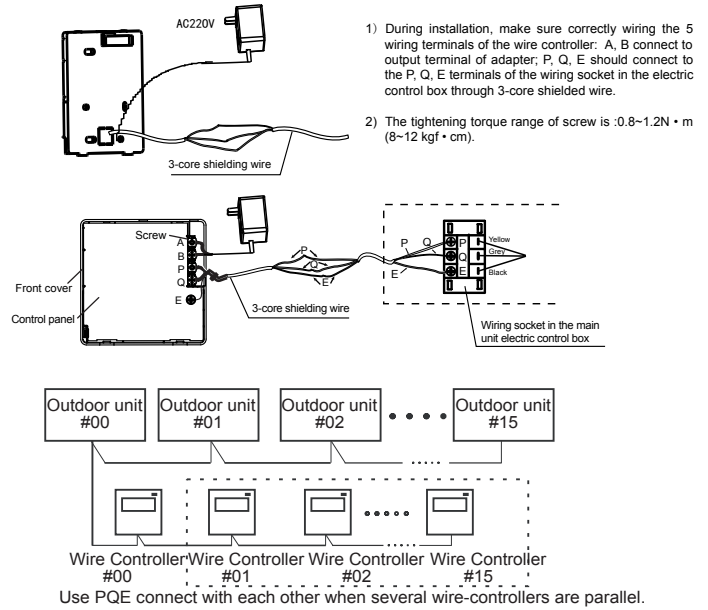 AC220V
1) During installation, make sure correctly wiring the 5
wiring terminals of the wire controller: A, B connect to
output terminal of adapter; P, Q, E should connect to
the P, Q, E terminals of the wiring socket in the electric
control box through 3-core shielded wire.
2) The tightening torque range of screw is :0.8~1.2N • m
(8~12 kgf • cm).
3-core shielding wire
Screw
A
B
P
Q
E
Front cover
Control panel
3-core shielding wire
P
Q
E
P
Q
E
P
Q
E
Yellow
Grey
Black
Wiring socket in the main
unit electric control box
Outdoor unit
#00
Outdoor unit
#01
Outdoor unit
#02
Outdoor unit
#15
Wire Controller
#00
Wire Controller
#01
Wire Controller
#02
Wire Controller
#15
Use PQE connect with each other when several wire-controllers are parallel.